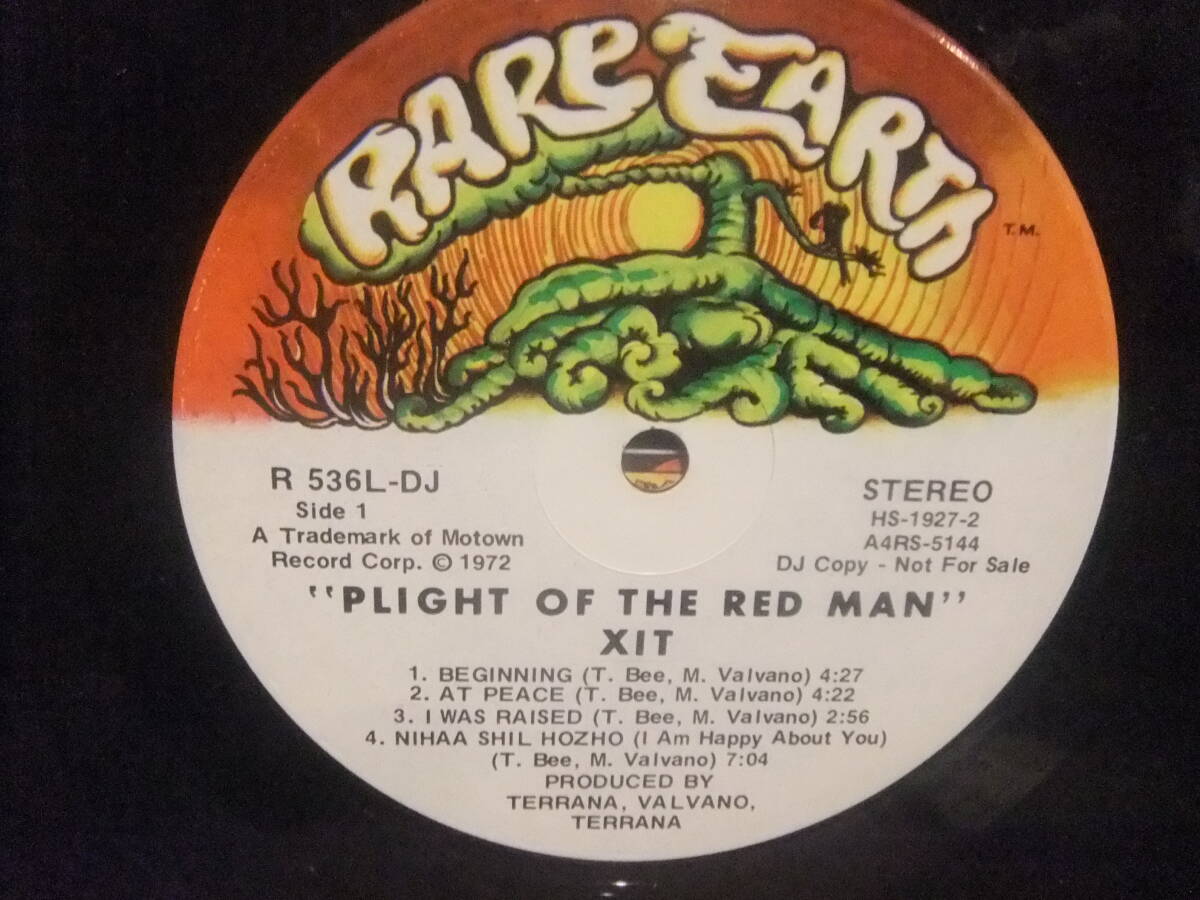 RARE EARTH
T.M.
R 536L-DJ
Side 1
A Trademark of Motown
Record Corp. © 1972
STEREO
HS-1927-2
A4RS-5144
DJ Copy - Not For Sale
"PLIGHT OF THE RED MAN"
XIT
1. BEGINNING (T. Bee, M. Valvano) 4:27
2. AT PEACE (T. Bee, M. Valvano) 4:22
3. I WAS RAISED (T. Bee, M. Valvano) 2:56
4. NIHAA SHIL HOZHO (I Am Happy About You)
(T. Bee, M. Valvano) 7:04
PRODUCED BY
TERRANA, VALVANO,
TERRANA